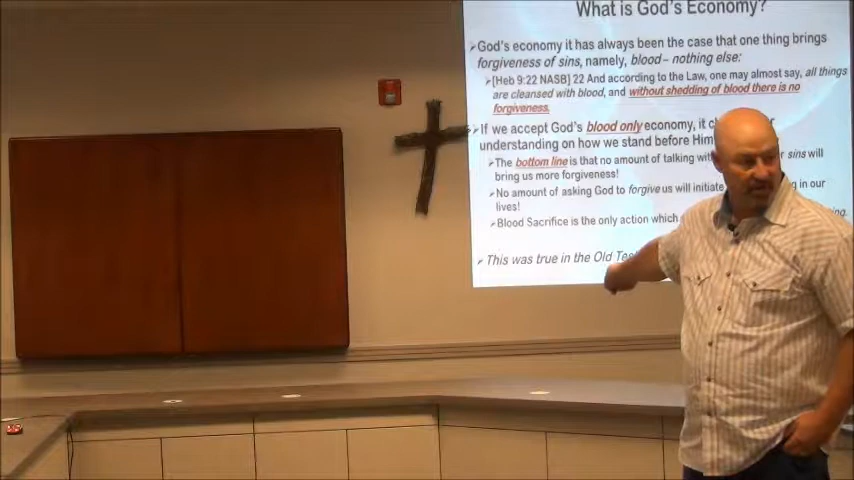 What is God's Economy?
God's economy it has always been the case that one thing brings
forgiveness of sins, namely, blood – nothing else:
[Heb 9:22 NASB] 22 And according to the Law, one may almost say, all things
are cleansed with blood, and without shedding of blood there is no
forgiveness.
If we accept God's blood only economy, it
understanding on how we stand before Him
The bottom line is that no amount of talking
sins will
bring us more forgiveness!
No amount of asking God to forgive us will initiate
in our
lives!
Blood Sacrifice is the only action which
This was true in the Old